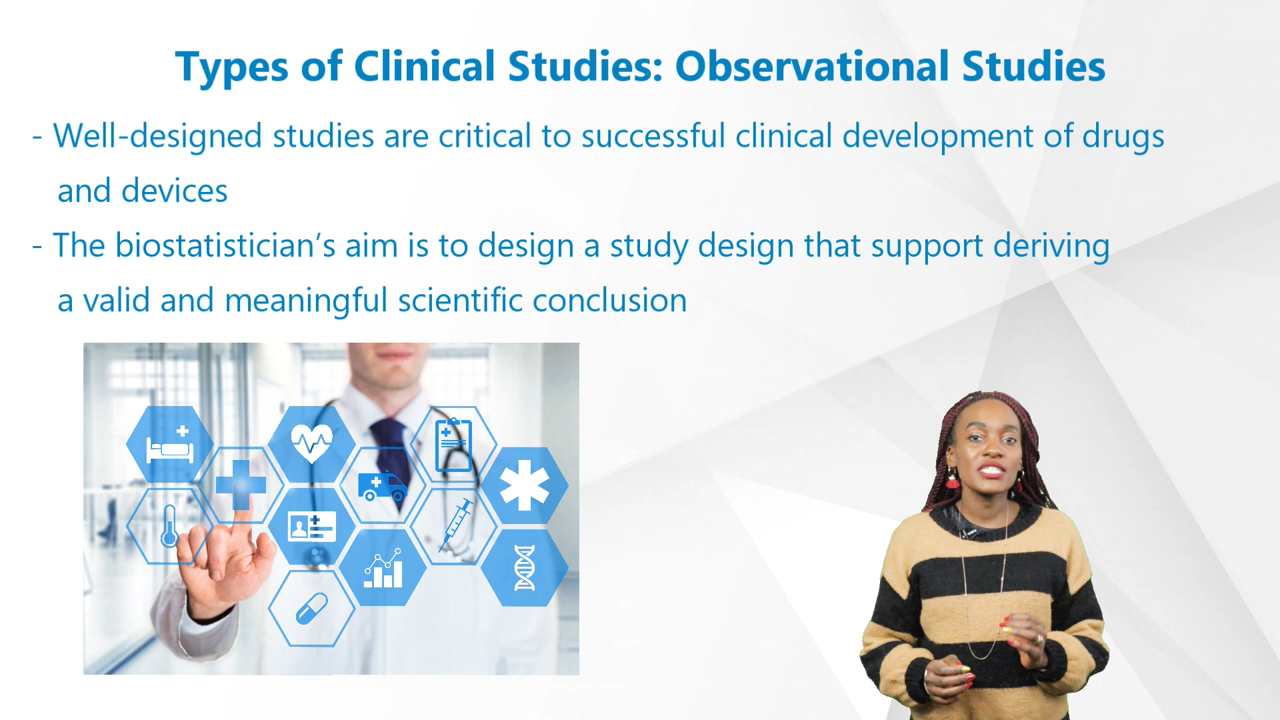 Types of Clinical Studies: Observational Studies
- Well-designed studies are critical to successful clinical development of drugs
and devices
- The biostatistician’s aim is to design a study design that support deriving
a valid and meaningful scientific conclusion